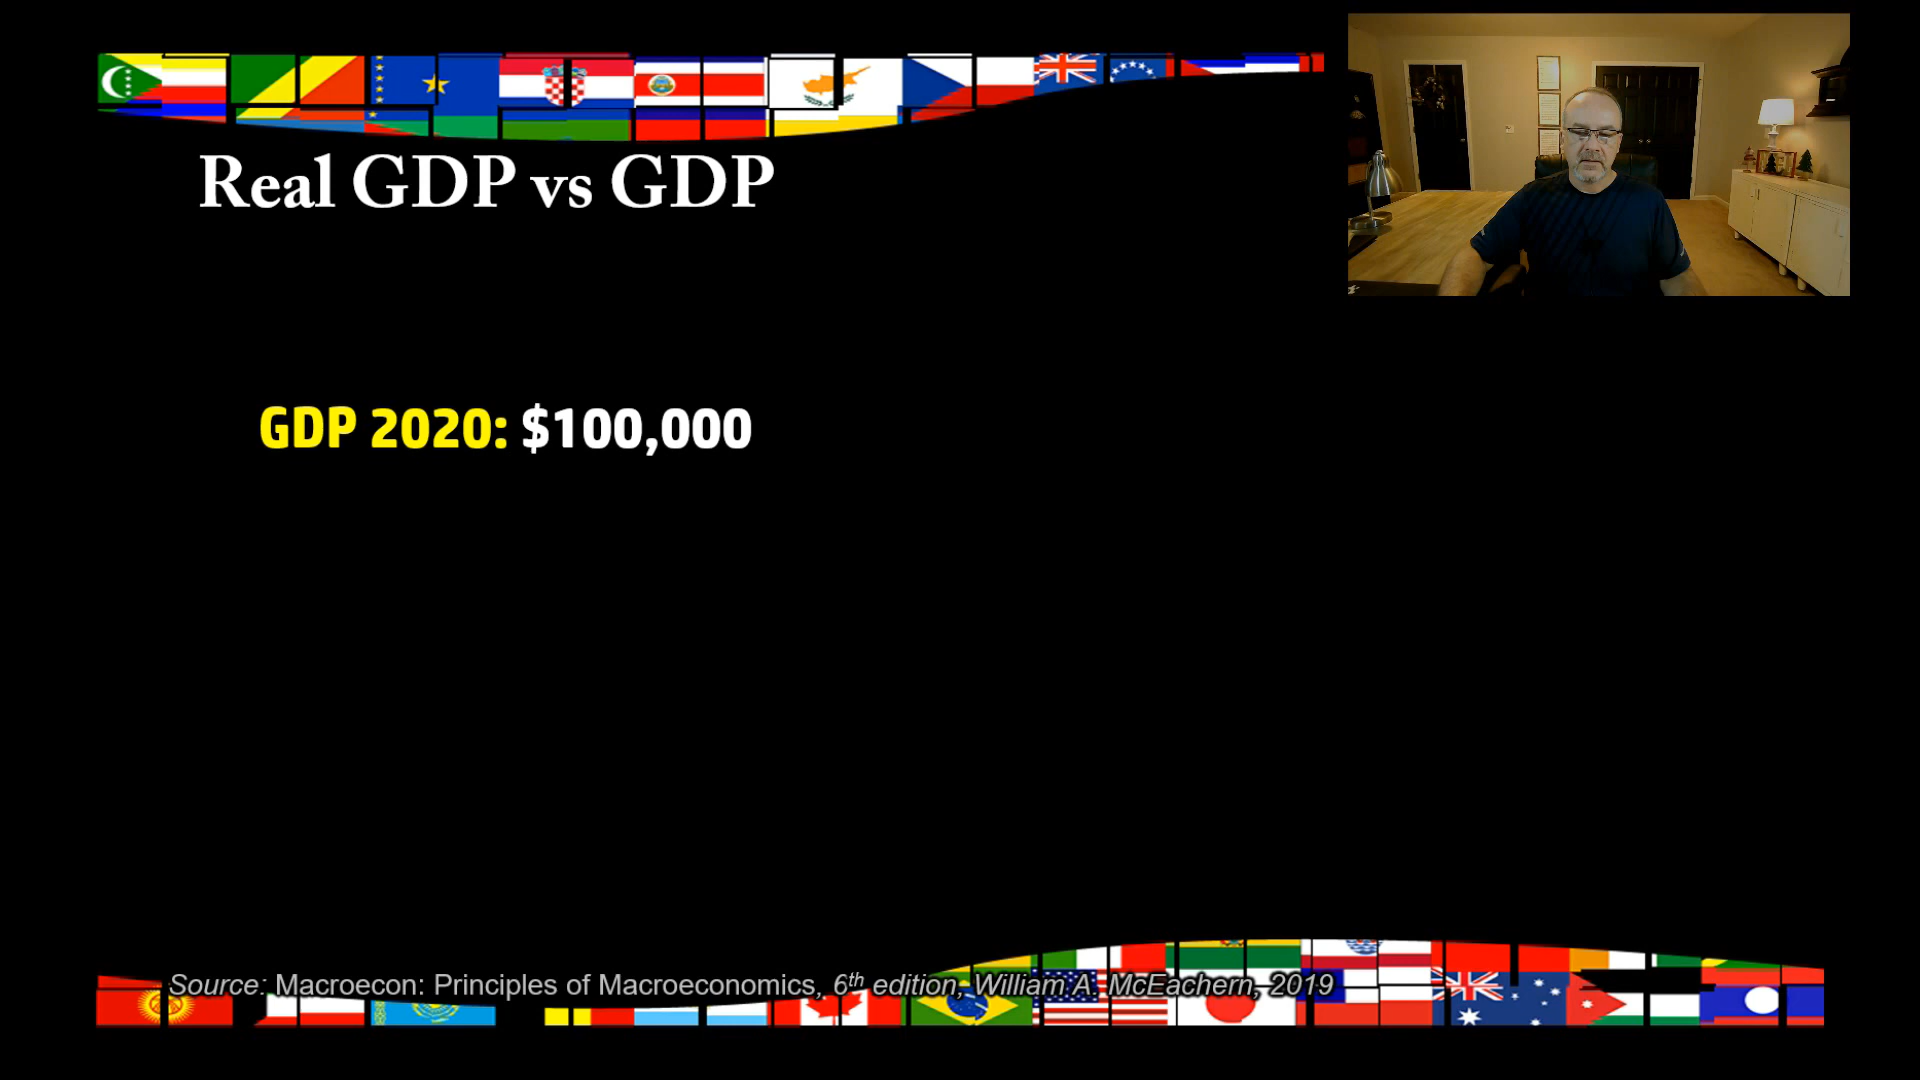 Real GDP vs GDP
GDP 2020: $100,000
Source: Macroecon: Principles of Macroeconomics, 6th edition, William A. McEachern, 2019